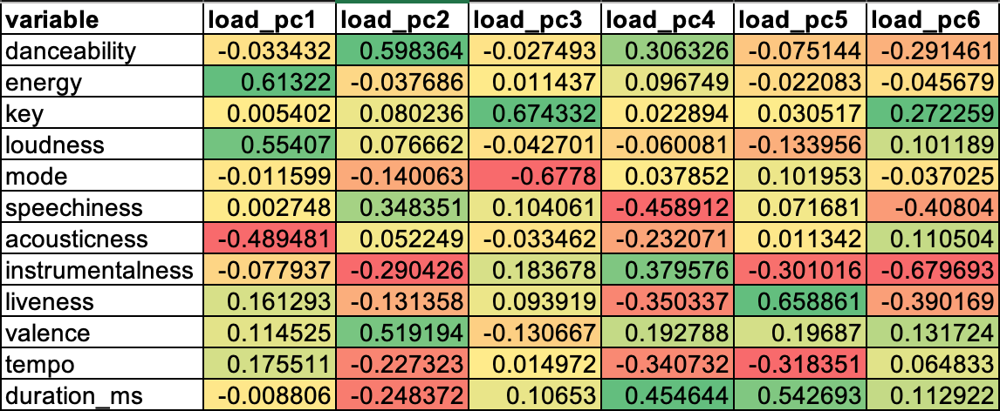 variable load_pc1 load_pc2 load_pc3 load_pc4 load_pc5 load_pc6
danceability -0.033432 0.598364 -0.027493 0.306326 -0.075144 -0.291461
energy 0.61322 -0.037686 0.011437 0.096749 -0.022083 -0.045679
key 0.005402 0.080236 0.674332 0.022894 0.030517 0.272259
loudness 0.55407 0.076662 -0.042701 -0.060081 -0.133956 0.101189
mode -0.011599 -0.140063 -0.6778 0.037852 0.101953 -0.037025
speechiness 0.002748 0.348351 0.104061 -0.458912 0.071681 -0.40804
acousticness -0.489481 0.052249 -0.033462 -0.232071 0.011342 0.110504
instrumentalness -0.077937 -0.290426 0.183678 0.379576 -0.301016 -0.679693
liveness 0.161293 -0.131358 0.093919 -0.350337 0.658861 -0.390169
valence 0.114525 0.519194 -0.130667 0.192788 0.19687 0.131724
tempo 0.175511 -0.227323 0.014972 -0.340732 -0.318351 0.064833
duration_ms -0.008806 -0.248372 0.10653 0.454644 0.542693 0.112922